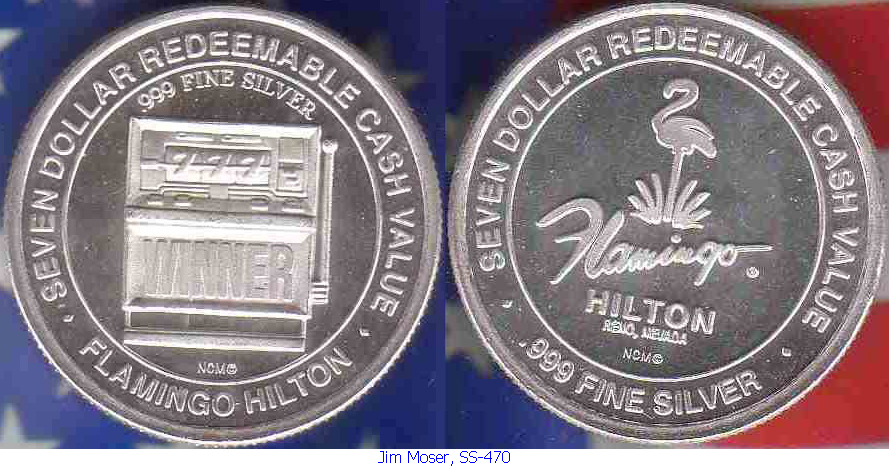 SEVEN DOLLAR REDEEMABLE CASH VALUE
999 FINE SILVER
777
WINNER
NCM©
· FLAMINGO HILTON ·
SEVEN DOLLAR REDEEMABLE CASH VALUE
Flamingo®
HILTON
RENO, NEVADA
NCM©
· .999 FINE SILVER ·
Jim Moser, SS-470